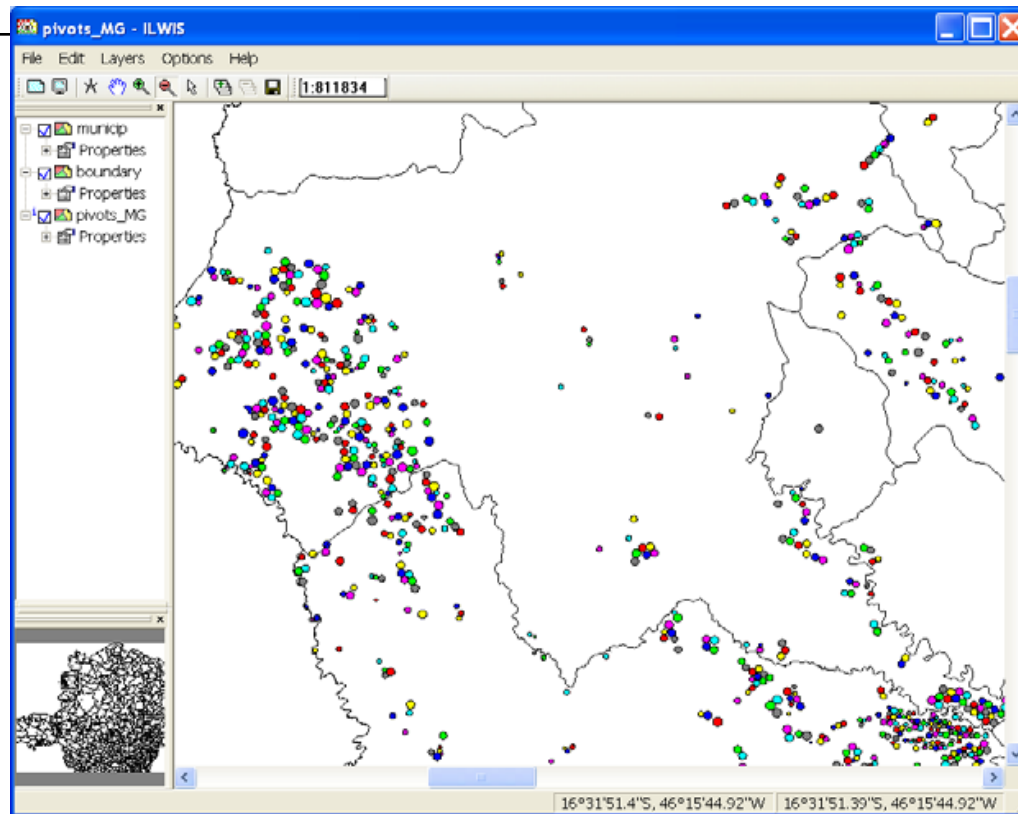 pivots_MG - ILWIS
File Edit Layers Options Help
1:811834
municip
Properties
boundary
Properties
pivots_MG
Properties
16°31'51.4"S, 46°15'44.92"W 16°31'51.39"S, 46°15'44.92"W